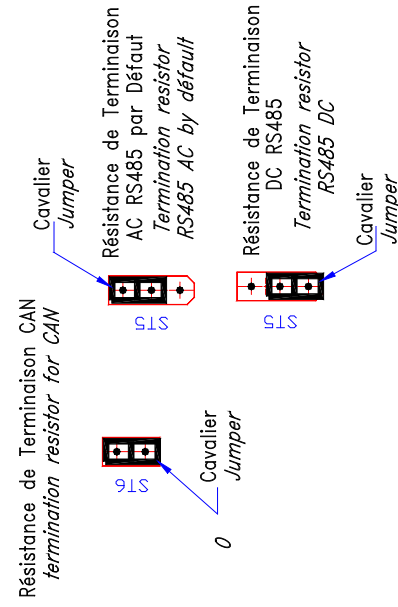 Résistance de Terminaison
AC RS485 par Défaut
Termination resistor
RS485 AC by défault
Cavalier
Jumper
ST5
Résistance de Terminaison
DC RS485
Termination resistor
RS485 DC
Cavalier
Jumper
ST5
Résistance de Terminaison CAN
termination resistor for CAN
ST6
Cavalier
Jumper
0